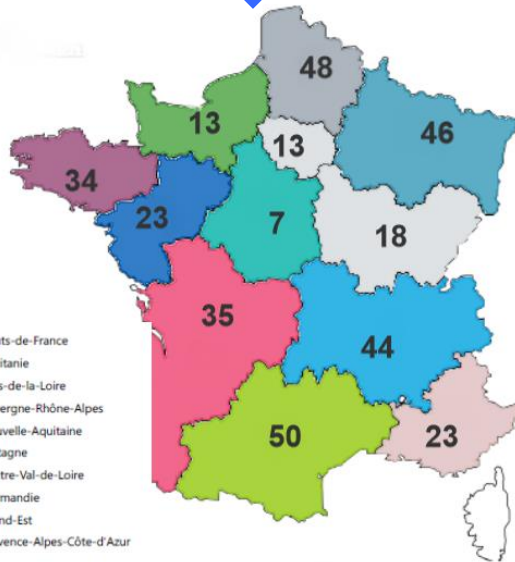 48
13
13
46
34
23
7
18
35
44
50
23
ts-de-France
itanie
s-de-la-Loire
ergne-Rhône-Alpes
uvelle-Aquitaine
tagne
tre-Val-de-Loire
mandie
nd-Est
vence-Alpes-Côte-d'Azur